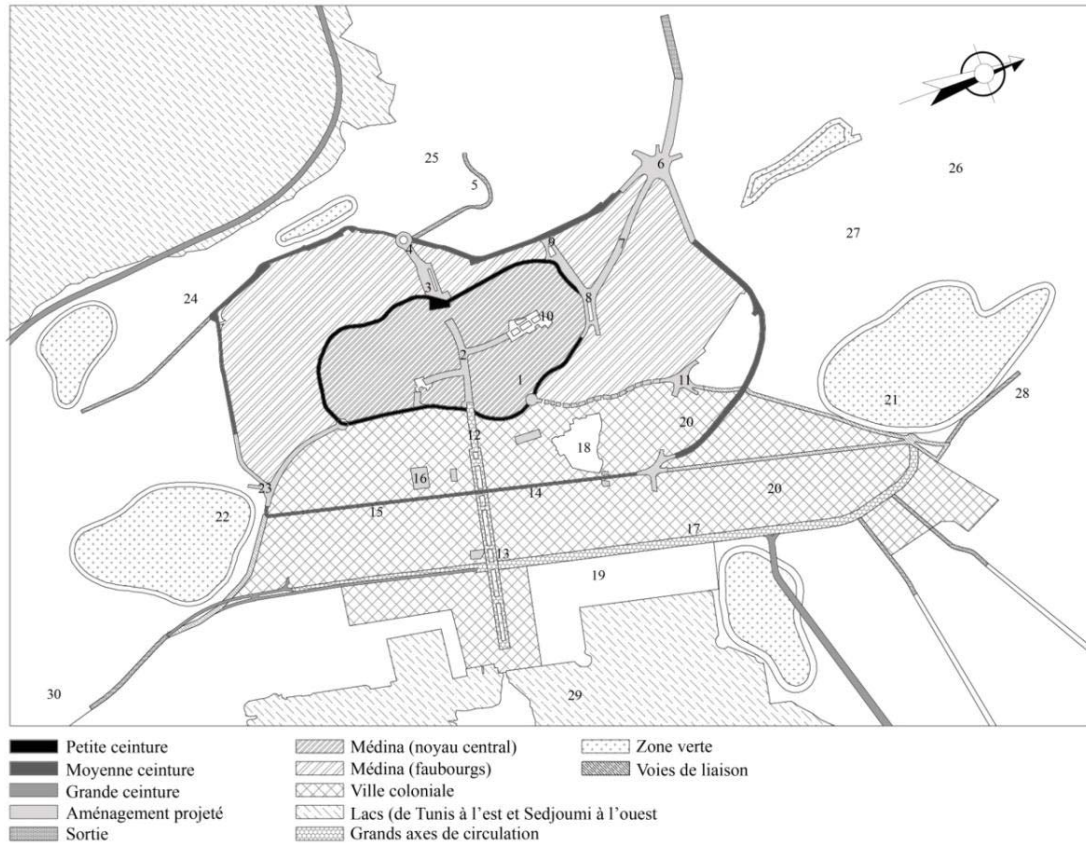 6
25
26
5
27
9
4
7
24
3
8
10
2
1
11
21
28
20
12
18
16
20
23
14
15
22
17
13
19
30
29
Petite ceinture
Moyenne ceinture
Grande ceinture
Aménagement projeté
Sortie
Médina (noyau central)
Médina (faubourgs)
Ville coloniale
Lacs (de Tunis à l'est et Sedjoumi à l'ouest
Grands axes de circulation
Zone verte
Voies de liaison